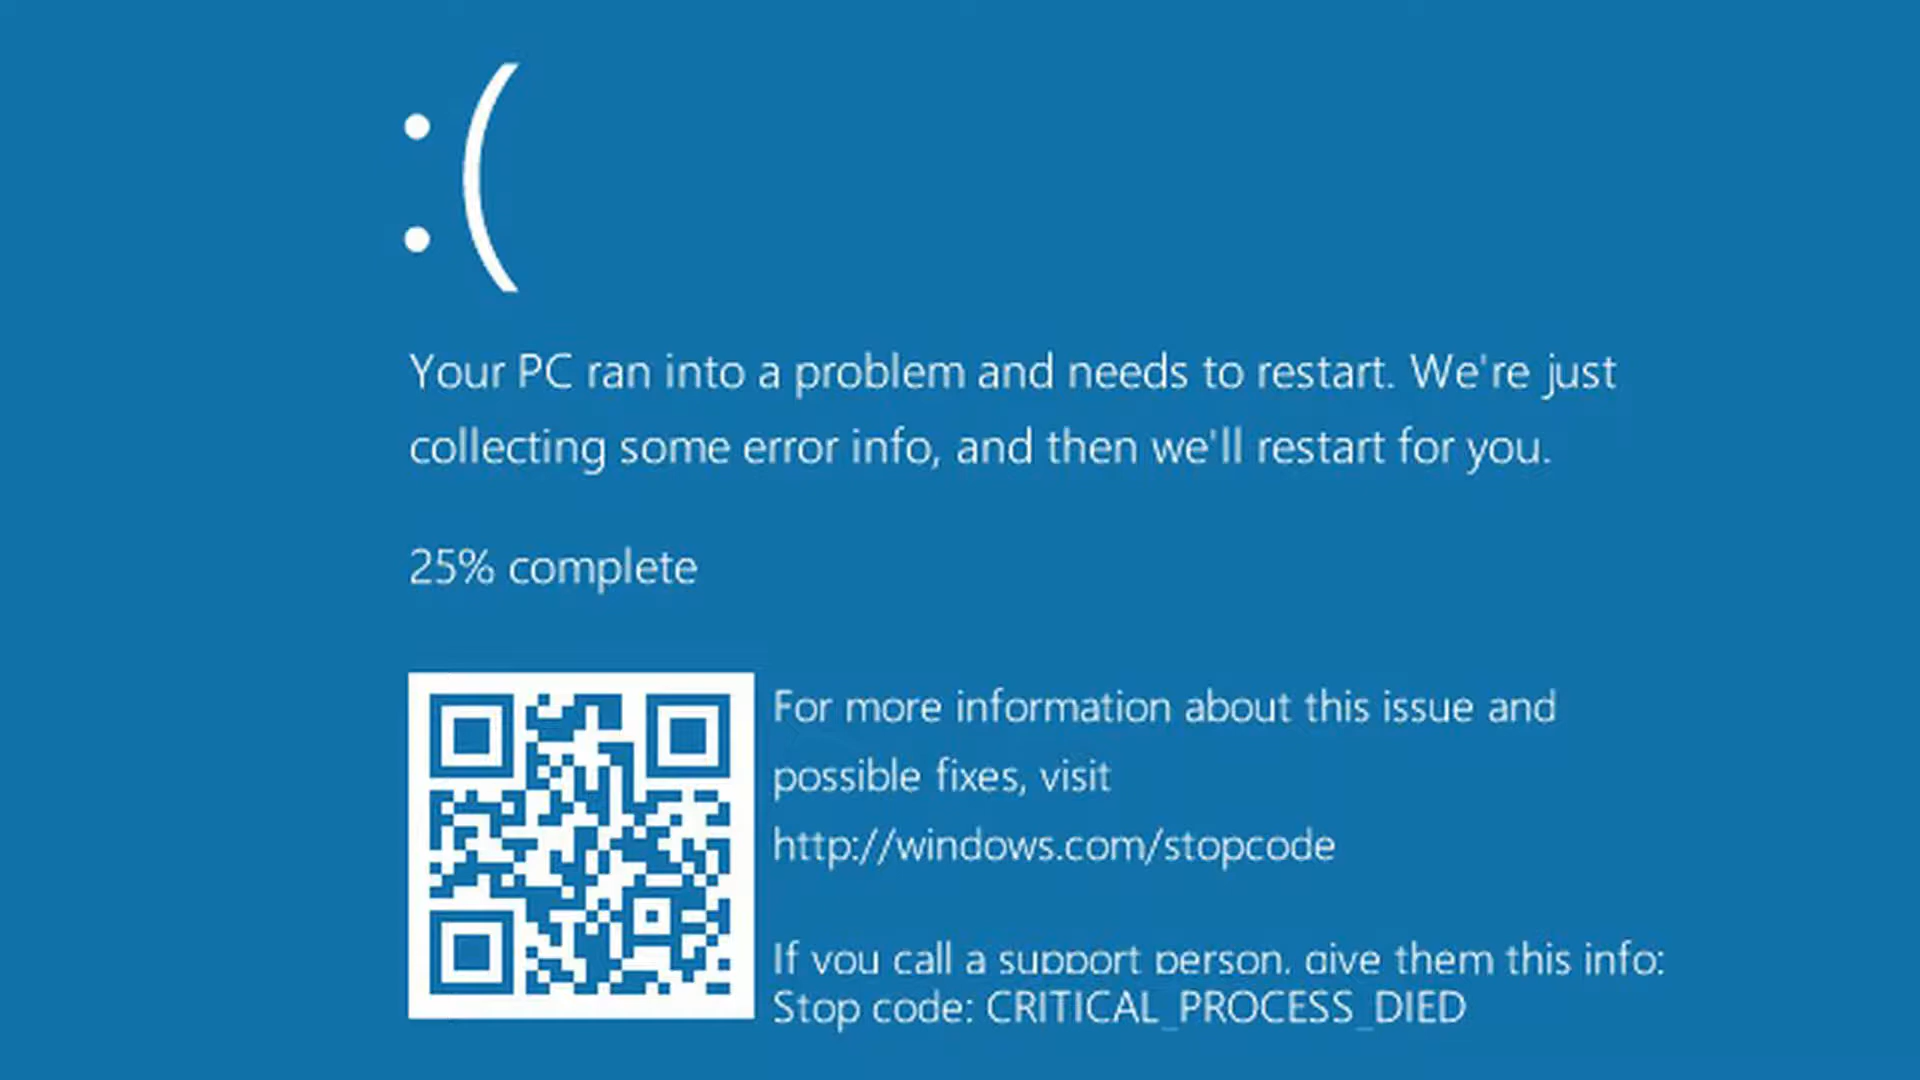 :(
Your PC ran into a problem and needs to restart. We're just
collecting some error info, and then we'll restart for you.
25% complete
For more information about this issue and
possible fixes, visit
http://windows.com/stopcode
If you call a support person, give them this info:
Stop code: CRITICAL_PROCESS_DIED